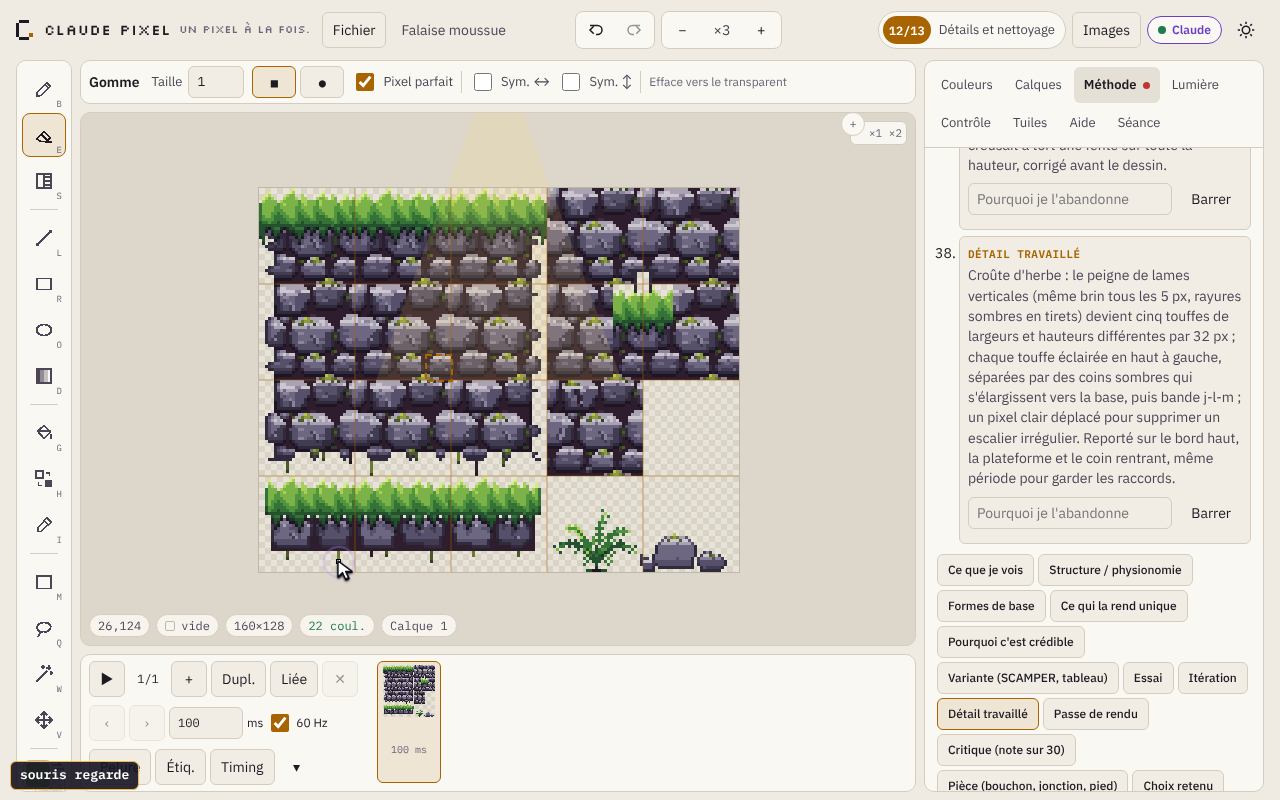 CLAUDE PIXEL UN PIXEL À LA FOIS.
Fichier
Falaise moussue
− ×3 +
12/13 Détails et nettoyage
Images
Claude
Gomme Taille 1
Pixel parfait
Sym. ↔
Sym. ↕
Efface vers le transparent
Couleurs Calques Méthode Lumière
Contrôle Tuiles Aide Séance
B
E
S
L
R
O
D
G
H
I
M
Q
W
V
+ ×1 ×2
hauteur, corrigé avant le dessin.
Pourquoi je l'abandonne Barrer
38. DÉTAIL TRAVAILLÉ
Croûte d'herbe : le peigne de lames
verticales (même brin tous les 5 px, rayures
sombres en tirets) devient cinq touffes de
largeurs et hauteurs différentes par 32 px ;
chaque touffe éclairée en haut à gauche,
séparées par des coins sombres qui
s'élargissent vers la base, puis bande j-l-m ;
un pixel clair déplacé pour supprimer un
escalier irrégulier. Reporté sur le bord haut,
la plateforme et le coin rentrant, même
période pour garder les raccords.
Pourquoi je l'abandonne Barrer
Ce que je vois Structure / physionomie
Formes de base Ce qui la rend unique
Pourquoi c'est crédible
Variante (SCAMPER, tableau) Essai Itération
Détail travaillé Passe de rendu
Critique (note sur 30)
Pièce (bouchon, jonction, pied) Choix retenu
26,124 vide 160×128 22 coul. Calque 1
1/1 + Dupl. Liée ×
‹ › 100 ms 60 Hz
Étiq. Timing ▼
100 ms
souris regarde